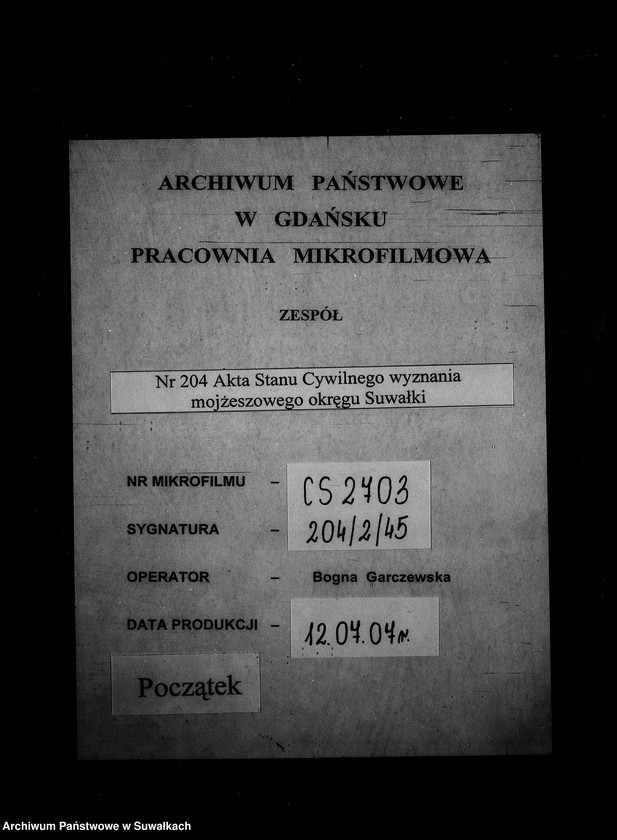 ARCHIWUM PAŃSTWOWE
W GDAŃSKU
PRACOWNIA MIKROFILMOWA
ZESPÓŁ
Nr 204 Akta Stanu Cywilnego wyznania
mojżeszowego okręgu Suwałki
NR MIKROFILMU – CS 2703
SYGNATURA – 204/2/45
OPERATOR – Bogna Garczewska
DATA PRODUKCJI – 12.07.07r.
Początek
Archiwum Państwowe w Suwałkach